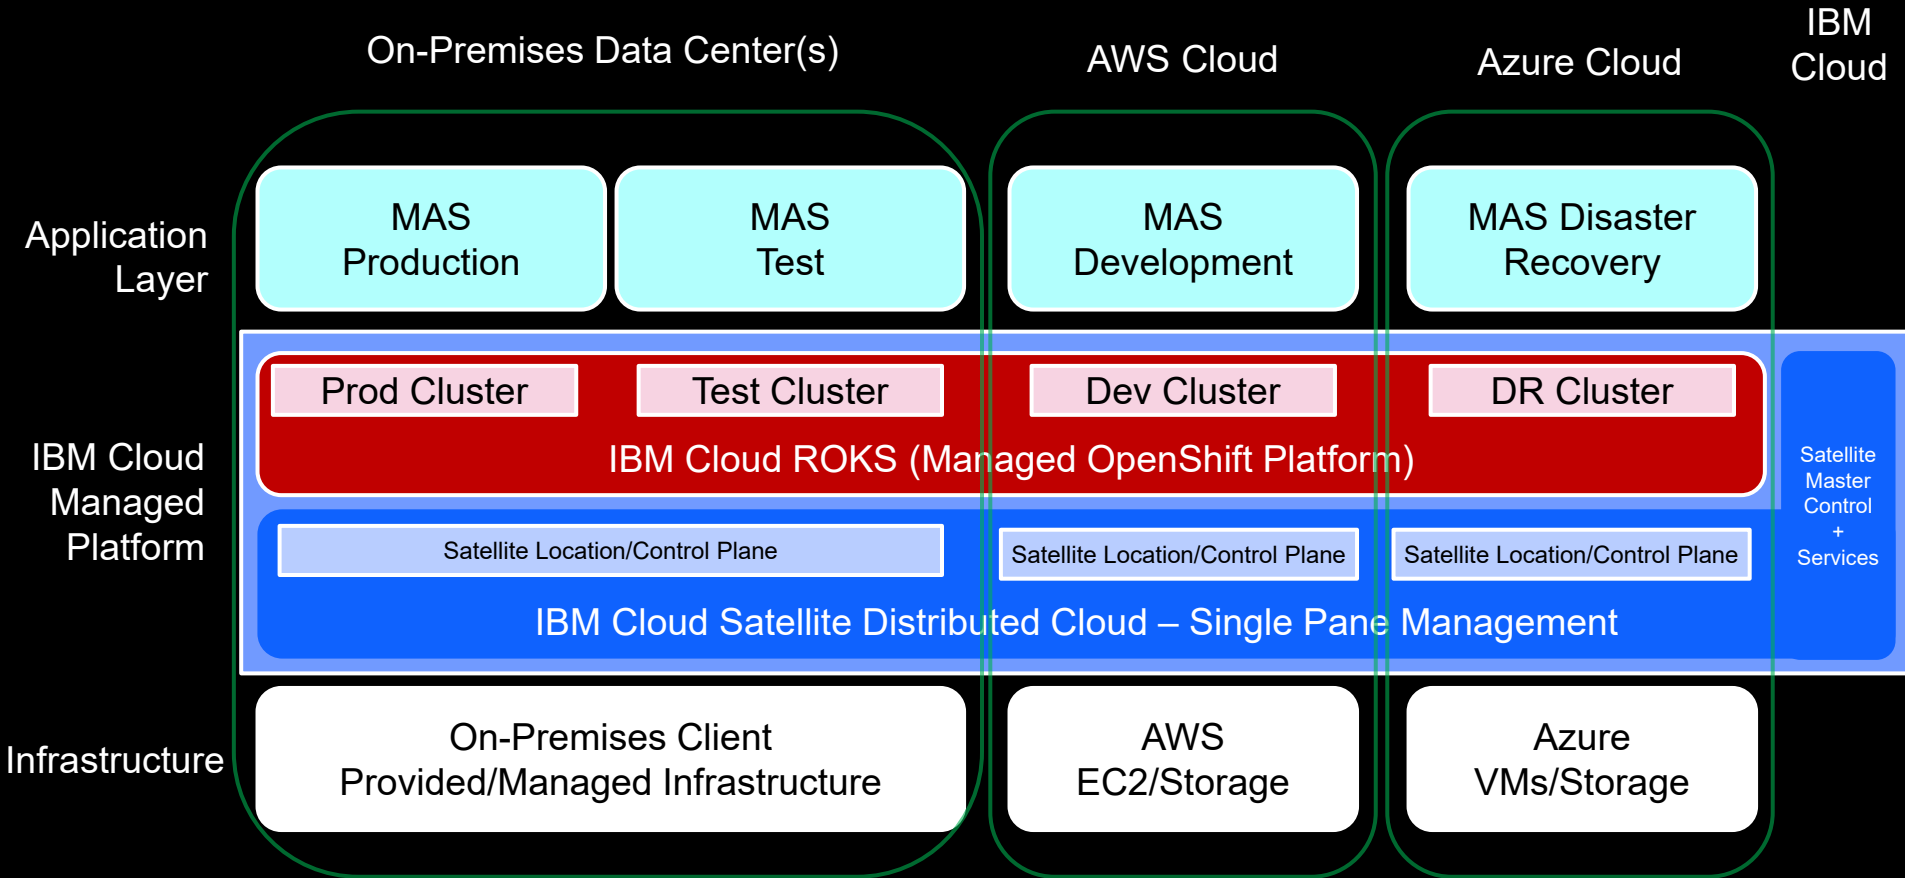 On-Premises Data Center(s)
AWS Cloud
Azure Cloud
IBM
Cloud
Application
Layer
MAS
Production
MAS
Test
MAS
Development
MAS Disaster
Recovery
IBM Cloud
Managed
Platform
Prod Cluster
Test Cluster
Dev Cluster
DR Cluster
IBM Cloud ROKS (Managed OpenShift Platform)
Satellite Location/Control Plane
Satellite Location/Control Plane
Satellite Location/Control Plane
IBM Cloud Satellite Distributed Cloud – Single Pane Management
Satellite
Master
Control
+
Services
Infrastructure
On-Premises Client
Provided/Managed Infrastructure
AWS
EC2/Storage
Azure
VMs/Storage